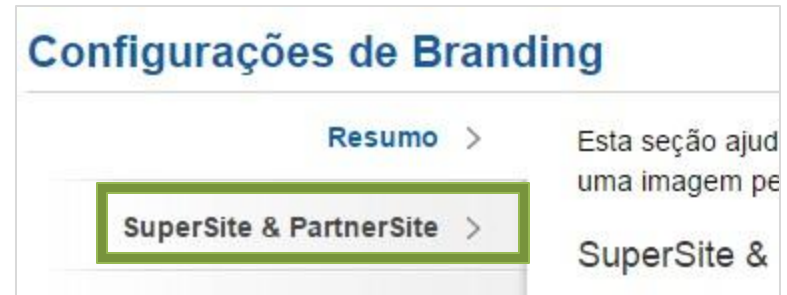 Configurações de Branding
Resumo >
SuperSite & PartnerSite >
Esta seção ajud
uma imagem pe
SuperSite &